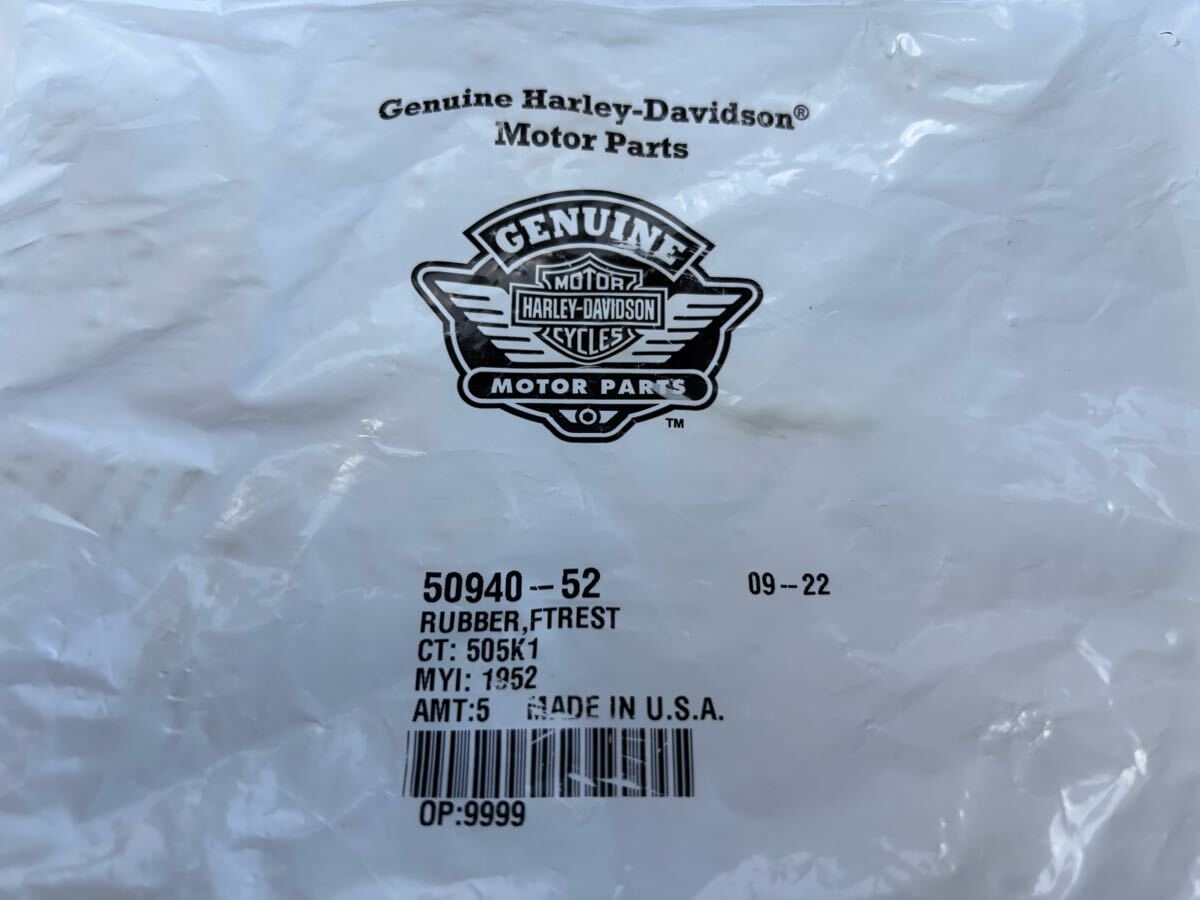 Genuine Harley-Davidson®
Motor Parts
GENUINE
MOTOR
HARLEY-DAVIDSON
CYCLES
MOTOR PARTS
TM
50940--52 09--22
RUBBER,FTREST
CT: 505K1
MYI: 1952
AMT:5 MADE IN U.S.A.
OP:9999